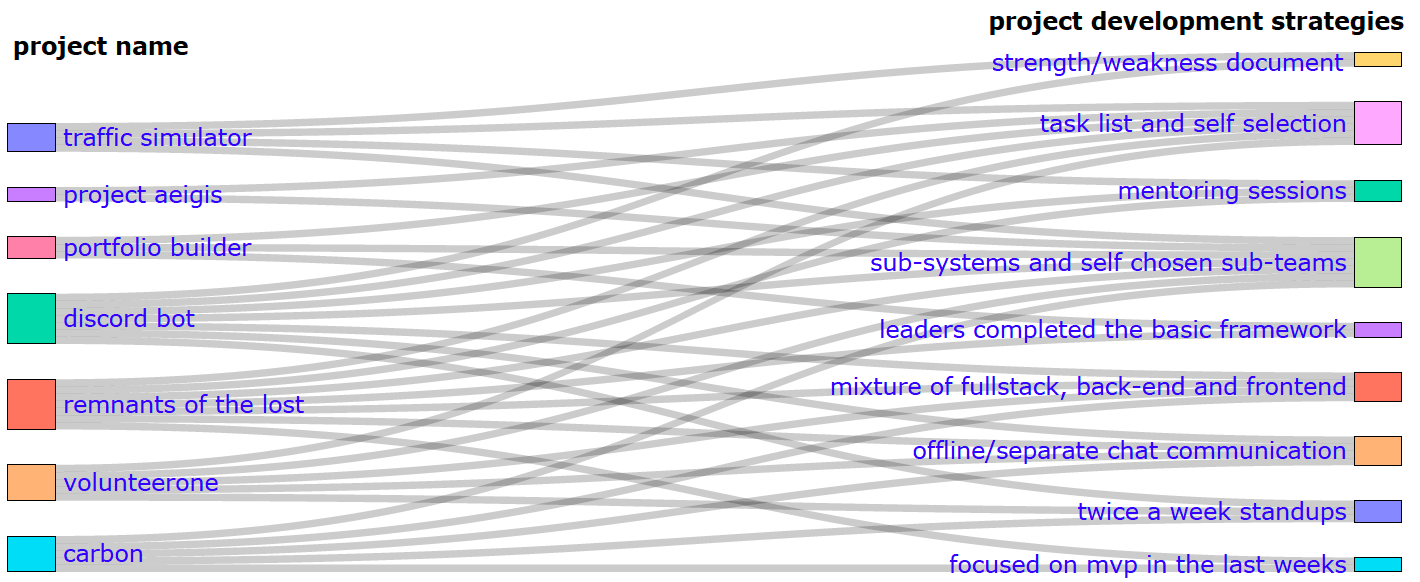 project name
traffic simulator
project aeigis
portfolio builder
discord bot
remnants of the lost
volunteerone
carbon
project development strategies
strength/weakness document
task list and self selection
mentoring sessions
sub-systems and self chosen sub-teams
leaders completed the basic framework
mixture of fullstack, back-end and frontend
offline/separate chat communication
twice a week standups
focused on mvp in the last weeks